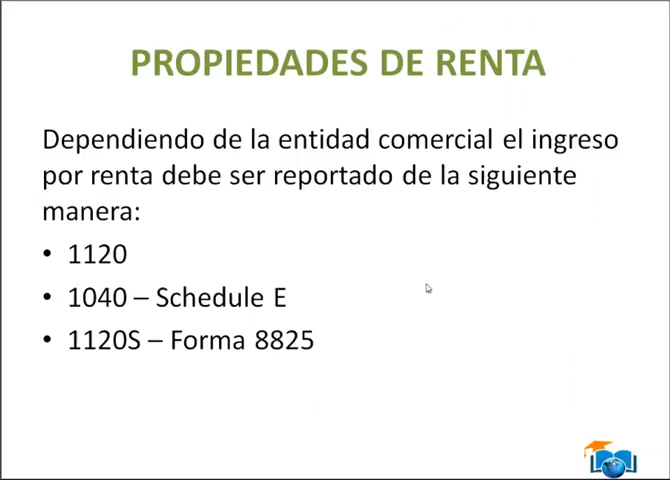 PROPIEDADES DE RENTA
Dependiendo de la entidad comercial el ingreso
por renta debe ser reportado de la siguiente
manera:
• 1120
• 1040 – Schedule E
• 1120S – Forma 8825